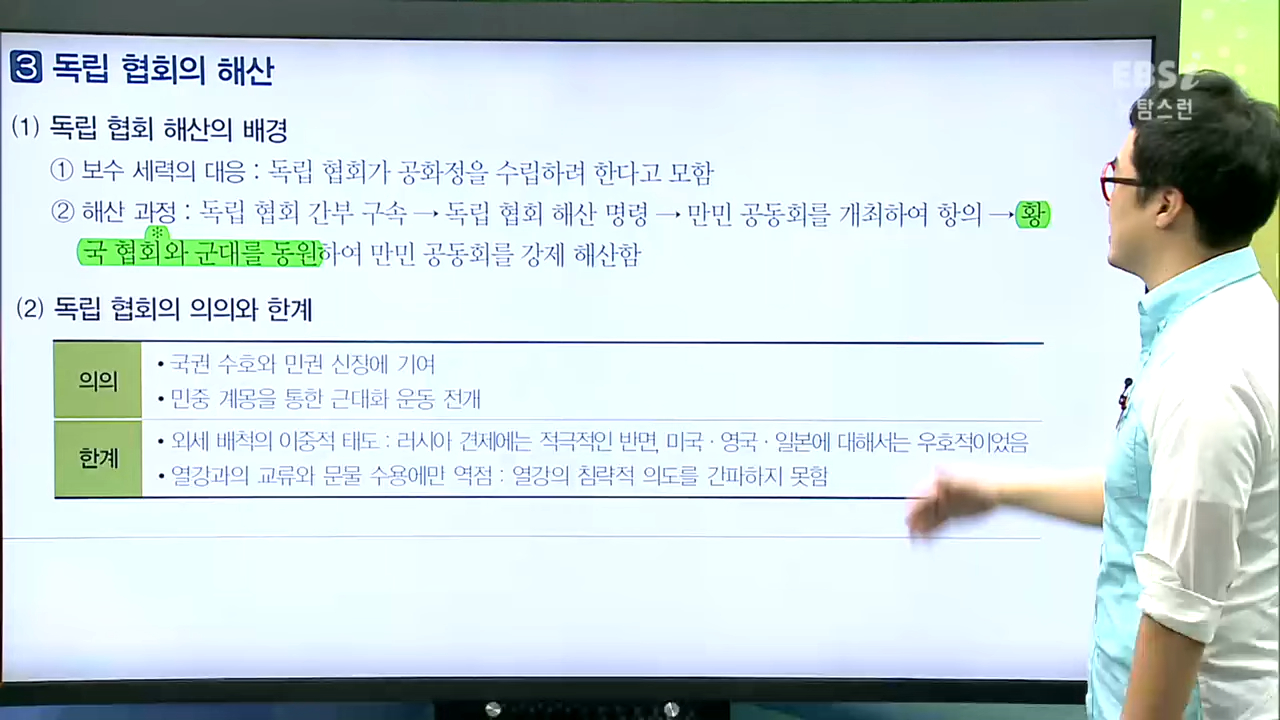 3 독립 협회의 해산
EBSi
탐스런
(1) 독립 협회 해산의 배경
① 보수 세력의 대응 : 독립 협회가 공화정을 수립하려 한다고 모함
② 해산 과정 : 독립 협회 간부 구속 → 독립 협회 해산 명령 → 만민 공동회를 개최하여 항의 → 황
국 협회와 군대를 동원하여 만민 공동회를 강제 해산함
(2) 독립 협회의 의의와 한계
의의
• 국권 수호와 민권 신장에 기여
• 민중 계몽을 통한 근대화 운동 전개
한계
• 외세 배척의 이중적 태도 : 러시아 견제에는 적극적인 반면, 미국 · 영국 · 일본에 대해서는 우호적이었음
• 열강과의 교류와 문물 수용에만 역점 : 열강의 침략적 의도를 간파하지 못함